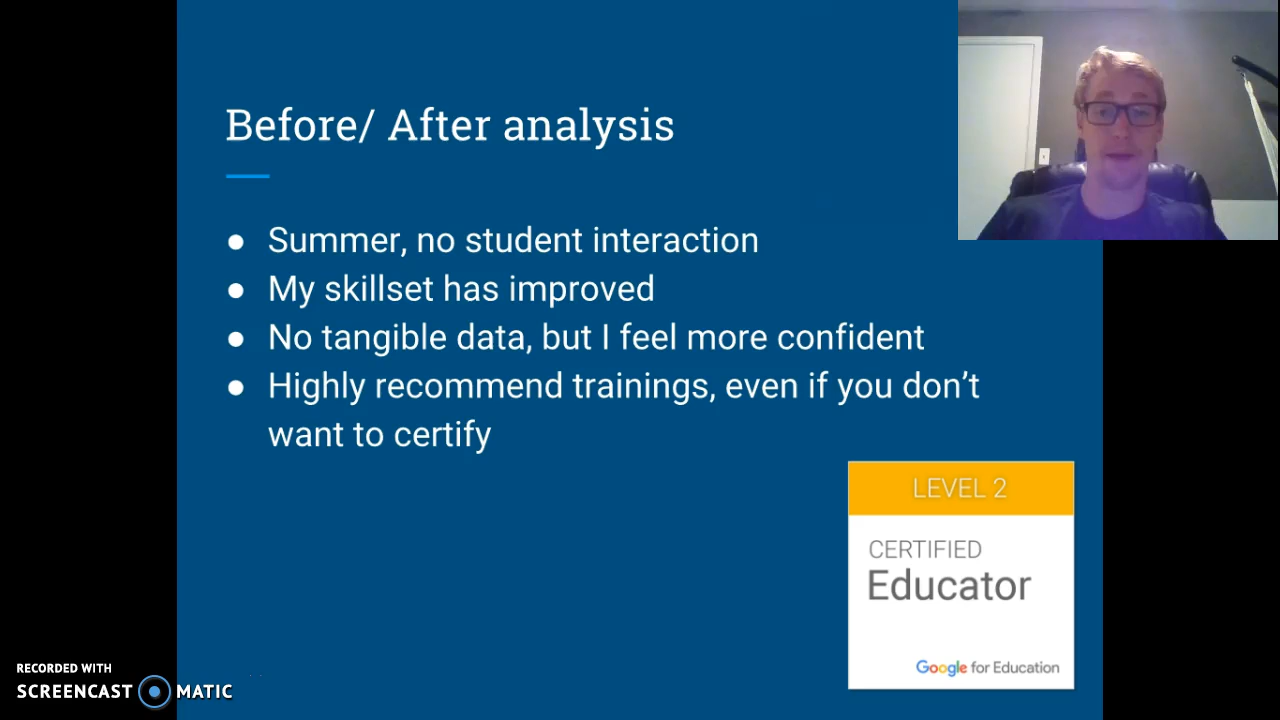 Before/ After analysis
● Summer, no student interaction
● My skillset has improved
● No tangible data, but I feel more confident
● Highly recommend trainings, even if you don’t
want to certify
LEVEL 2
CERTIFIED
Educator
Google for Education
RECORDED WITH
SCREENCAST MATIC